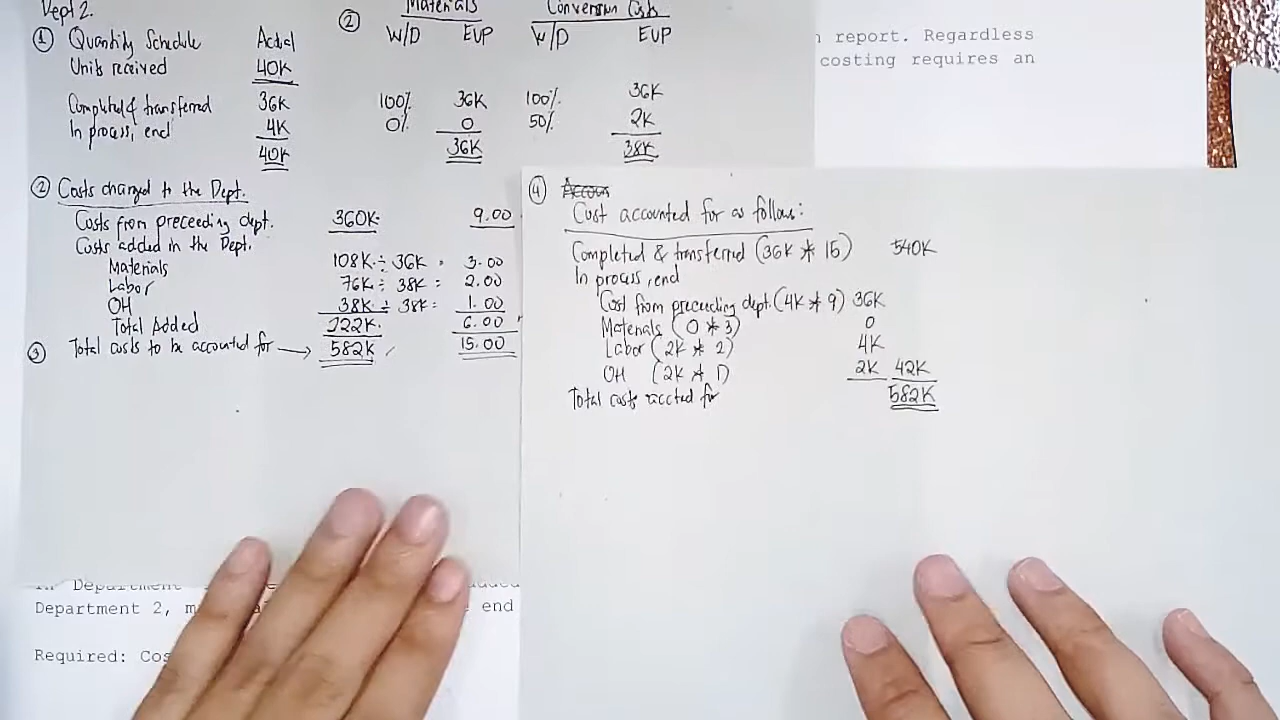 Dept 2.
① Quantity Schedule Actual
Units received 40K
Completed & transferred 36K
In process, end 4K
40K
② Materials Conversion Costs
W/D EUP W/D EUP
100% 36K 100% 36K
0% 0 50% 2K
36K 38K
② Costs charged to the Dept.
Costs from preceeding dept. 360K 9.00
Costs added in the Dept.
Materials 108K ÷ 36K = 3.00
Labor 76K ÷ 38K = 2.00
OH 38K ÷ 38K = 1.00
Total Added 222K 6.00
③ Total costs to be accounted for → 582K 15.00
④ Accoun
Cost accounted for as follows:
Completed & transferred (36K * 15) 540K
In process, end
Cost from preceeding dept. (4K * 9) 36K
Materials (0 * 3) 0
Labor (2K * 2) 4K
OH (2K * 1) 2K 42K
Total costs accted for 582K
report. Regardless
costing requires an
Department 2, m
end
Required: Cos